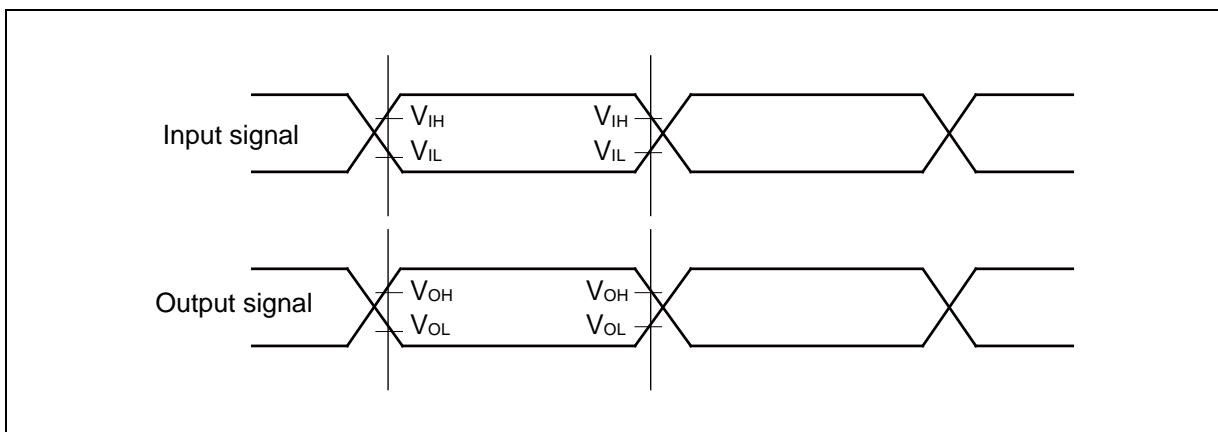 Input signal
VIH
VIH
VIL
VIL
Output signal
VOH
VOH
VOL
VOL